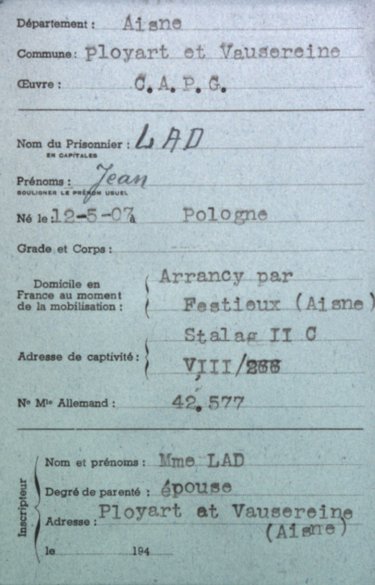 Département : Aisne
Commune : Ployart et Vausereine
Œuvre : C.A.P.G.
Nom du Prisonnier : LAD
EN CAPITALES
Prénoms : Jean
SOULIGNER LE PRÉNOM USUEL
Né le : 12-5-07 à Pologne
Grade et Corps :
Domicile en France au moment de la mobilisation : Arrancy par
Festieux (Aisne)
Adresse de captivité : Stalag II C
VIII/266
Nº Mle Allemand : 42.577
Inscripteur
Nom et prénoms : Mme LAD
Degré de parenté : épouse
Adresse : Ployart at Vausereine
(Aisne)
le 194